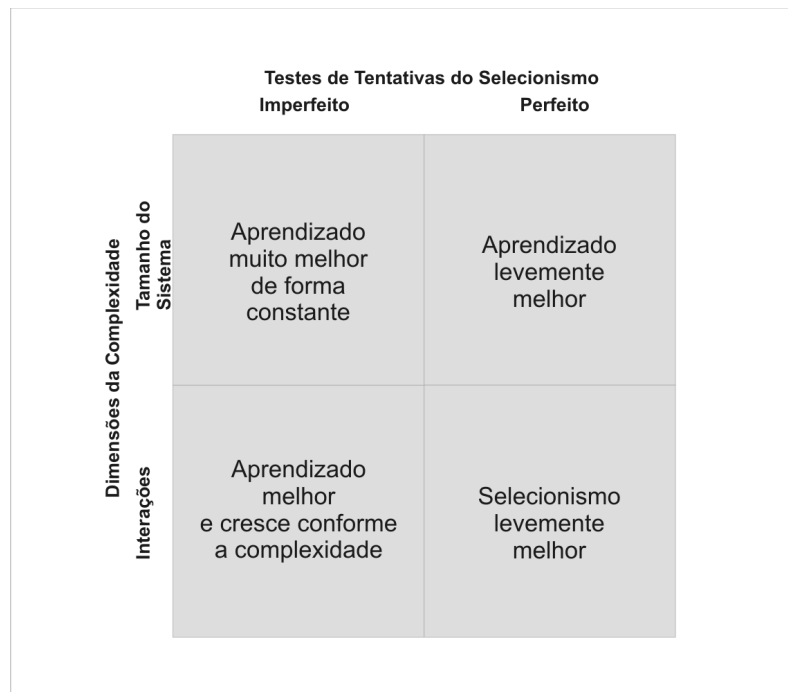 Testes de Tentativas do Selecionismo
Imperfeito Perfeito
Dimensões da Complexidade
Tamanho do
Sistema
Aprendizado
muito melhor
de forma
constante
Aprendizado
levemente
melhor
Interações
Aprendizado
melhor
e cresce conforme
a complexidade
Selecionismo
levemente
melhor